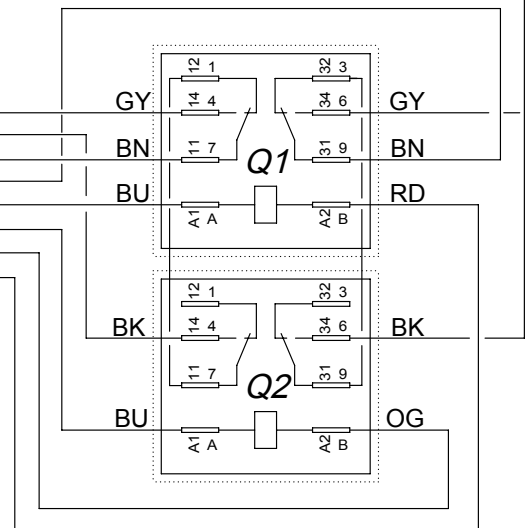 12 1 32 3
GY 14 4 34 6 GY
BN 11 7 Q1 31 9 BN
BU A1 A A2 B RD
12 1 32 3
BK 14 4 34 6 BK
11 7 Q2 31 9
BU A1 A A2 B OG